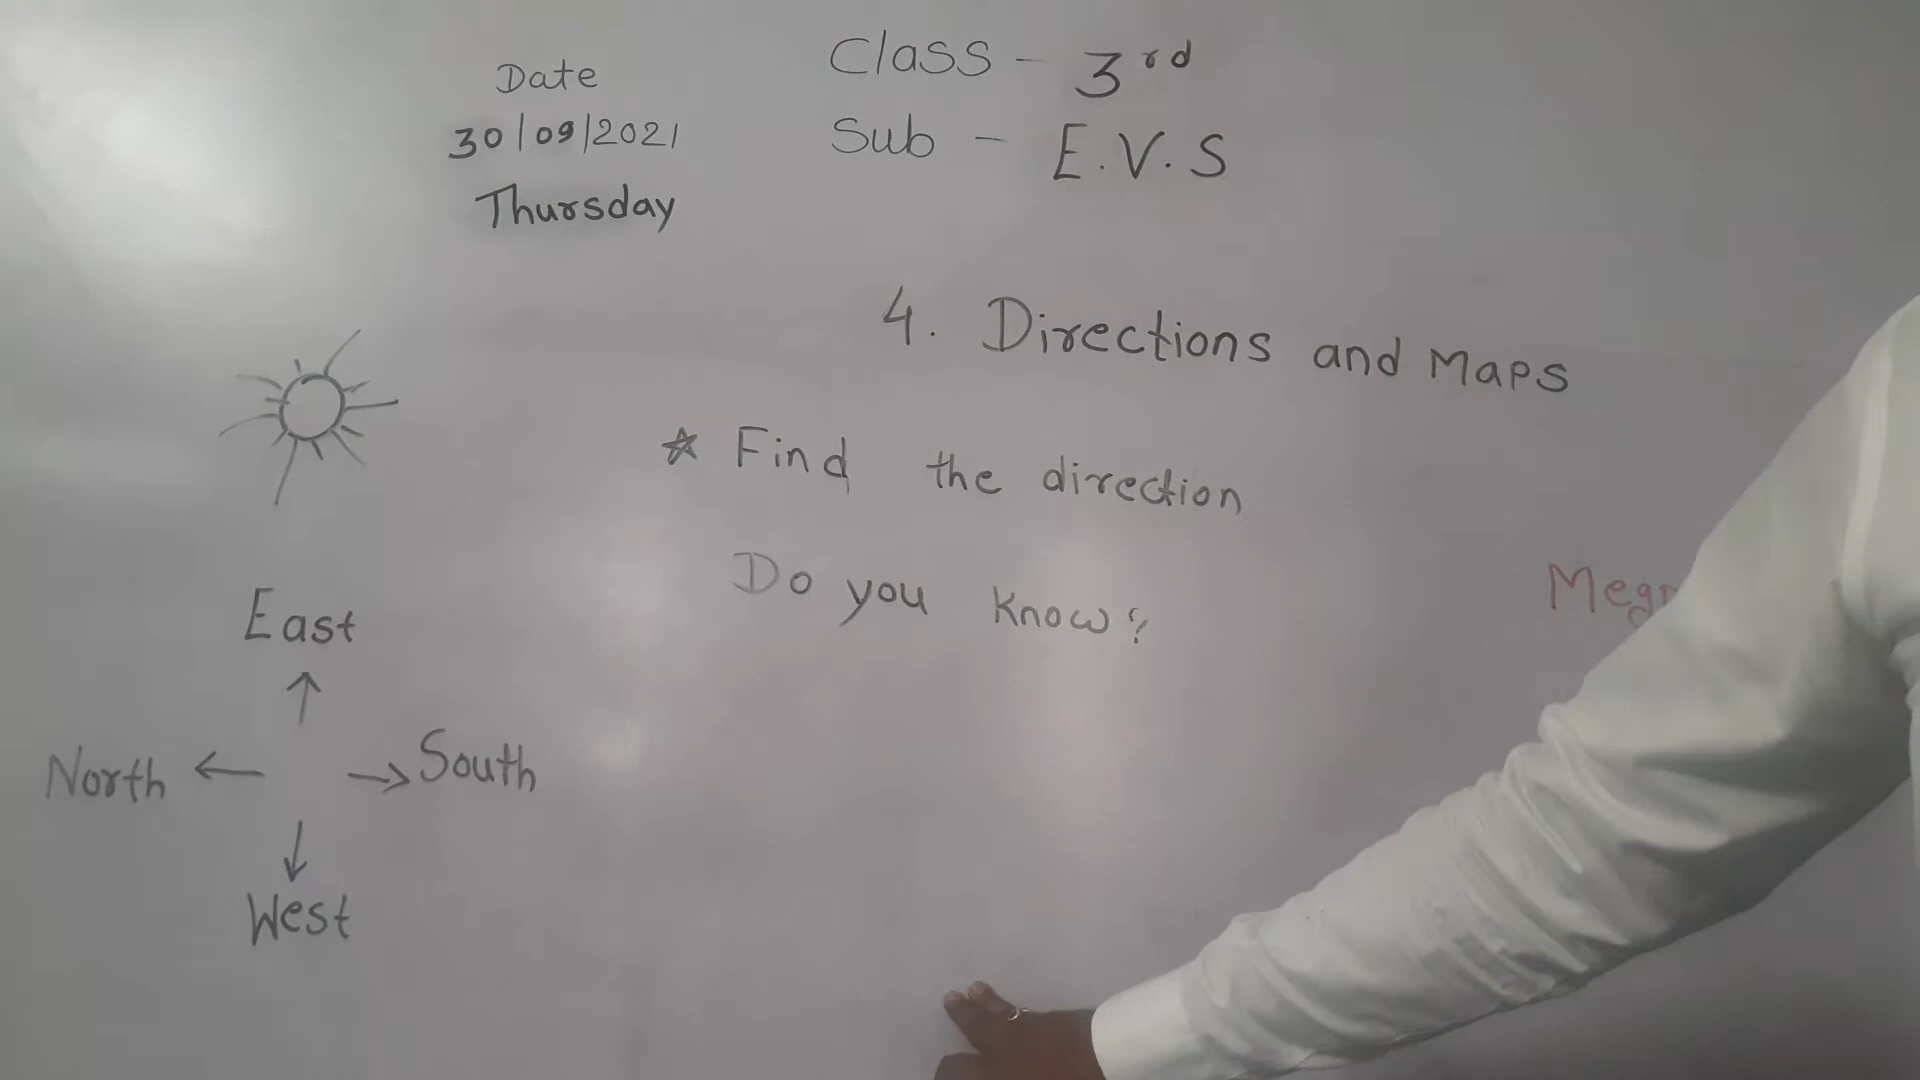 Date
30/09/2021
Thursday
Class - 3rd
Sub - E.V.S
4. Directions and Maps
☆ Find the direction
Do you know?
East
North ← → South
West